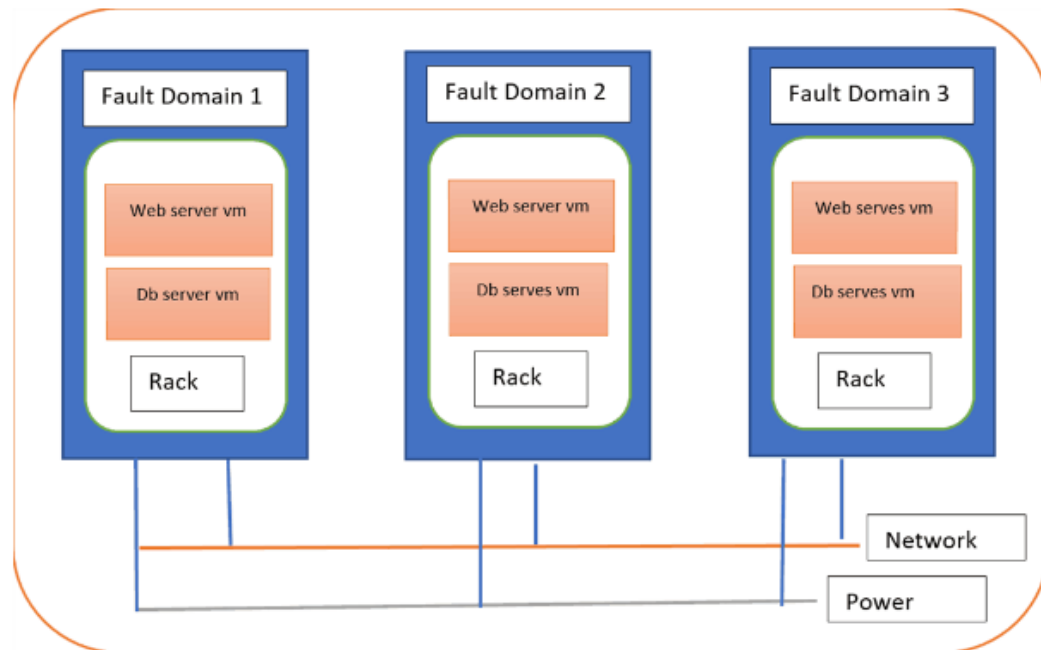 Fault Domain 1
Fault Domain 2
Fault Domain 3
Web server vm
Web server vm
Web serves vm
Db server vm
Db serves vm
Db serves vm
Rack
Rack
Rack
Network
Power